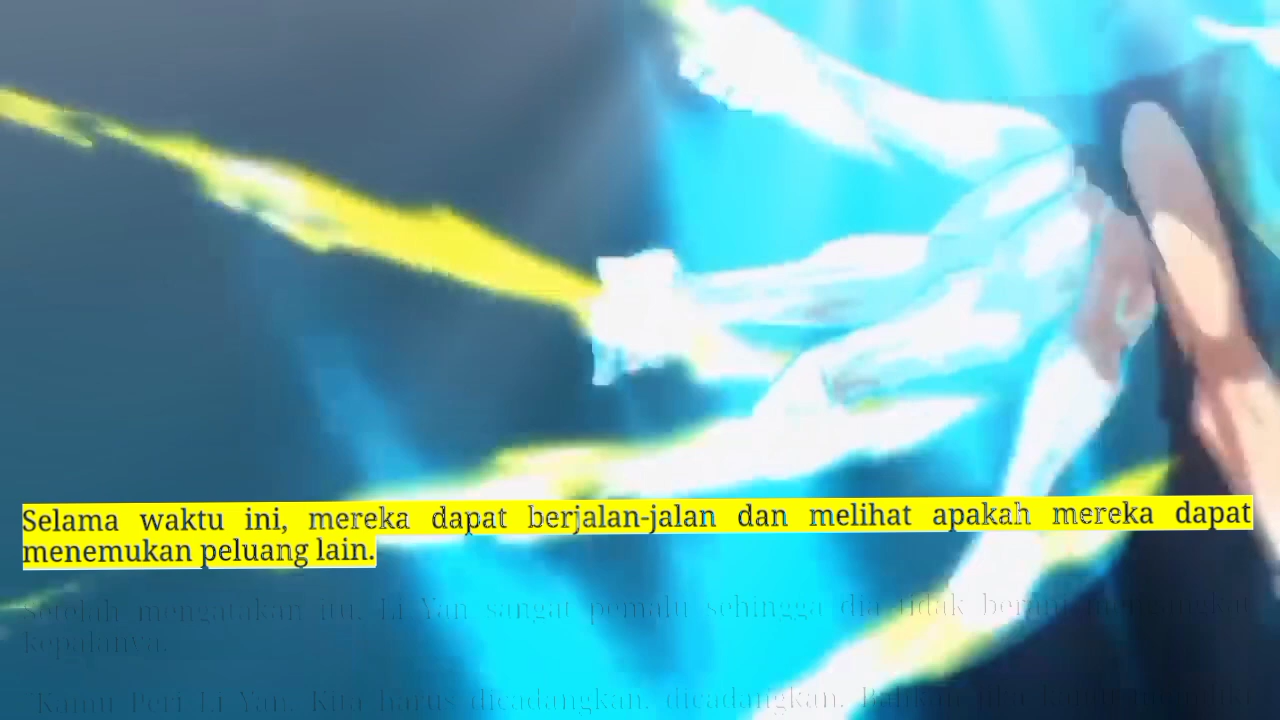 Selama waktu ini, mereka dapat berjalan-jalan dan melihat apakah mereka dapat
menemukan peluang lain.
Setelah mengatakan itu, Li Yan sangat pemalu sehingga dia tidak
kepalanya.
Kamu Peri Li Yan. Kita harus dicadangkan, dicadangkan.